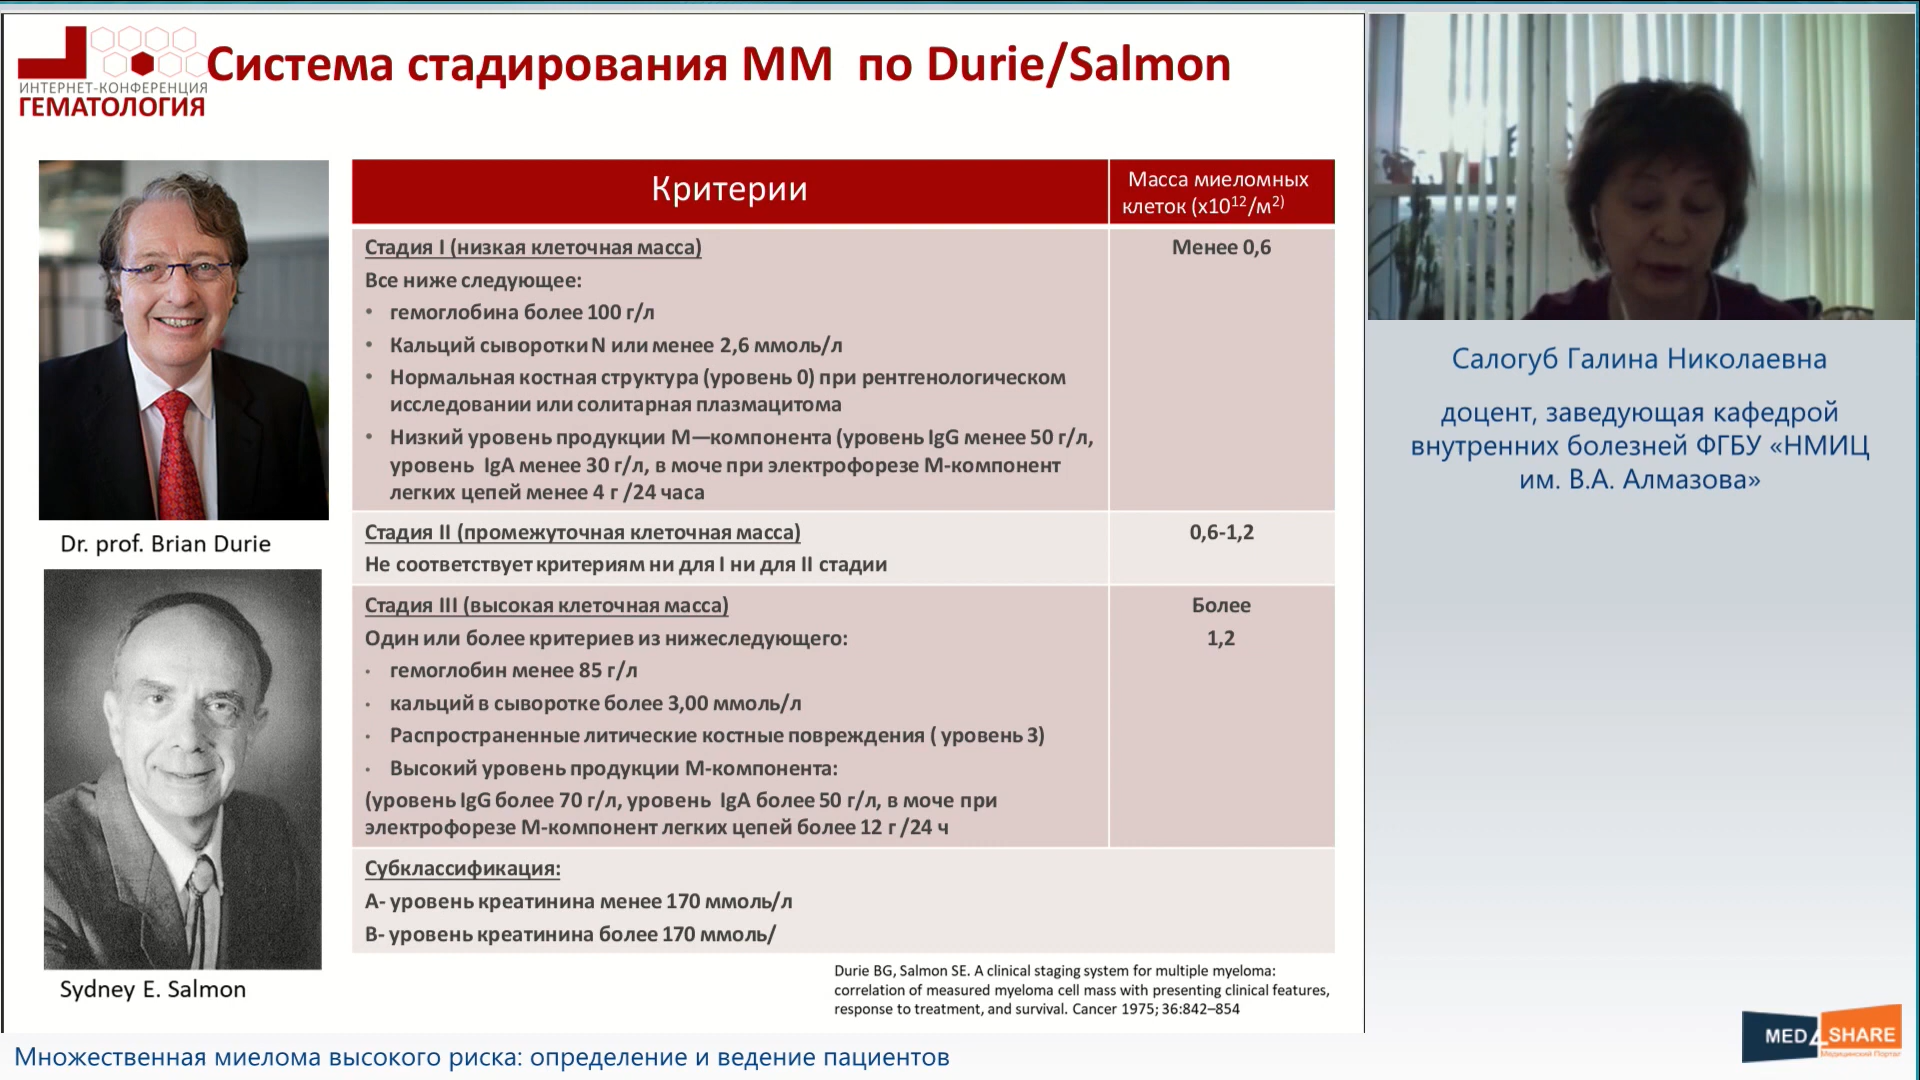 ИНТЕРНЕТ-КОНФЕРЕНЦИЯ
ГЕМАТОЛОГИЯ
Система стадирования ММ по Durie/Salmon
Dr. prof. Brian Durie
Sydney E. Salmon
Критерии
Масса миеломных
клеток (x10¹²/м²)
Стадия I (низкая клеточная масса)
Менее 0,6
Все ниже следующее:
• гемоглобина более 100 г/л
• Кальций сыворотки N или менее 2,6 ммоль/л
• Нормальная костная структура (уровень 0) при рентгенологическом
исследовании или солитарная плазмацитома
• Низкий уровень продукции М—компонента (уровень IgG менее 50 г/л,
уровень IgA менее 30 г/л, в моче при электрофорезе М-компонент
легких цепей менее 4 г /24 часа
Стадия II (промежуточная клеточная масса)
0,6-1,2
Не соответствует критериям ни для I ни для II стадии
Стадия III (высокая клеточная масса)
Более
1,2
Один или более критериев из нижеследующего:
• гемоглобин менее 85 г/л
• кальций в сыворотке более 3,00 ммоль/л
• Распространенные литические костные повреждения ( уровень 3)
• Высокий уровень продукции М-компонента:
(уровень IgG более 70 г/л, уровень IgA более 50 г/л, в моче при
электрофорезе М-компонент легких цепей более 12 г /24 ч
Субклассификация:
А- уровень креатинина менее 170 ммоль/л
В- уровень креатинина более 170 ммоль/
Durie BG, Salmon SE. A clinical staging system for multiple myeloma:
correlation of measured myeloma cell mass with presenting clinical features,
response to treatment, and survival. Cancer 1975; 36:842–854
Салогуб Галина Николаевна
доцент, заведующая кафедрой
внутренних болезней ФГБУ «НМИЦ
им. В.А. Алмазова»
MED4SHARE
Медицинский Портал
Множественная миелома высокого риска: определение и ведение пациентов